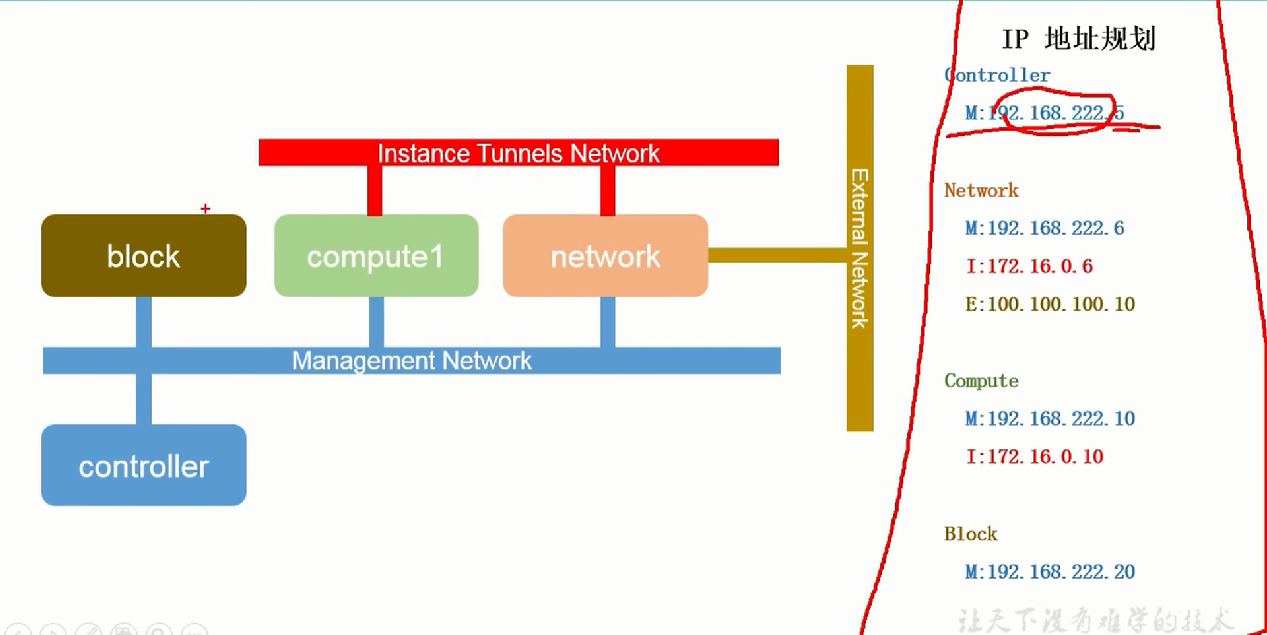 Instance Tunnels Network
block
compute1
network
Management Network
controller
External Network
IP 地址规划
Controller
M:192.168.222.5
Network
M:192.168.222.6
I:172.16.0.6
E:100.100.100.10
Compute
M:192.168.222.10
I:172.16.0.10
Block
M:192.168.222.20
让天下没有难学的技术